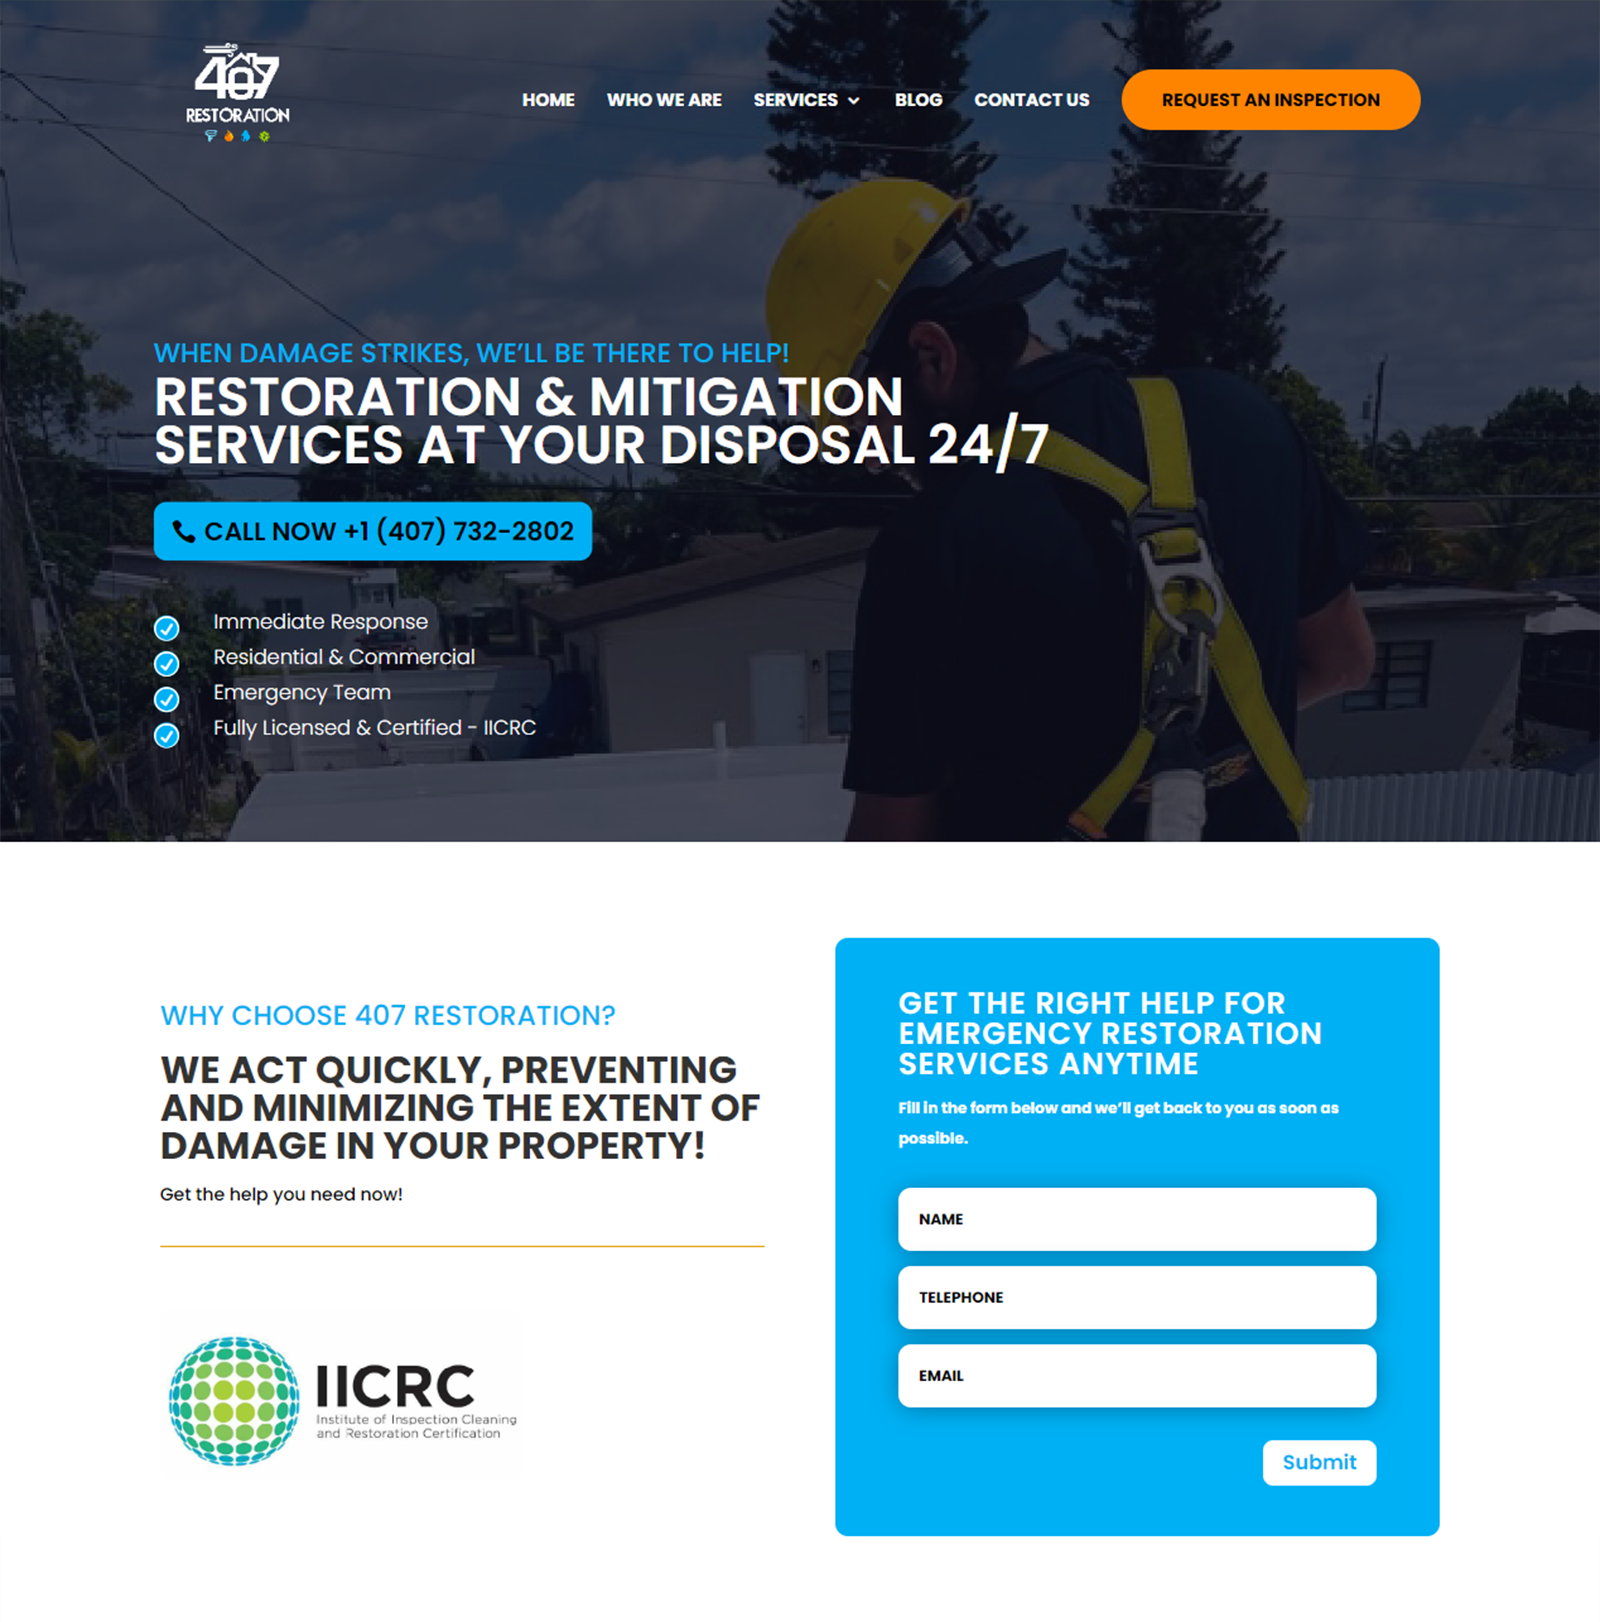 407
RESTORATION
HOME WHO WE ARE SERVICES BLOG CONTACT US REQUEST AN INSPECTION
WHEN DAMAGE STRIKES, WE'LL BE THERE TO HELP!
RESTORATION & MITIGATION
SERVICES AT YOUR DISPOSAL 24/7
CALL NOW +1 (407) 732-2802
Immediate Response
Residential & Commercial
Emergency Team
Fully Licensed & Certified - IICRC
WHY CHOOSE 407 RESTORATION?
WE ACT QUICKLY, PREVENTING
AND MINIMIZING THE EXTENT OF
DAMAGE IN YOUR PROPERTY!
Get the help you need now!
IICRC
Institute of Inspection Cleaning
and Restoration Certification
GET THE RIGHT HELP FOR
EMERGENCY RESTORATION
SERVICES ANYTIME
Fill in the form below and we'll get back to you as soon as
possible.
NAME
TELEPHONE
EMAIL
Submit